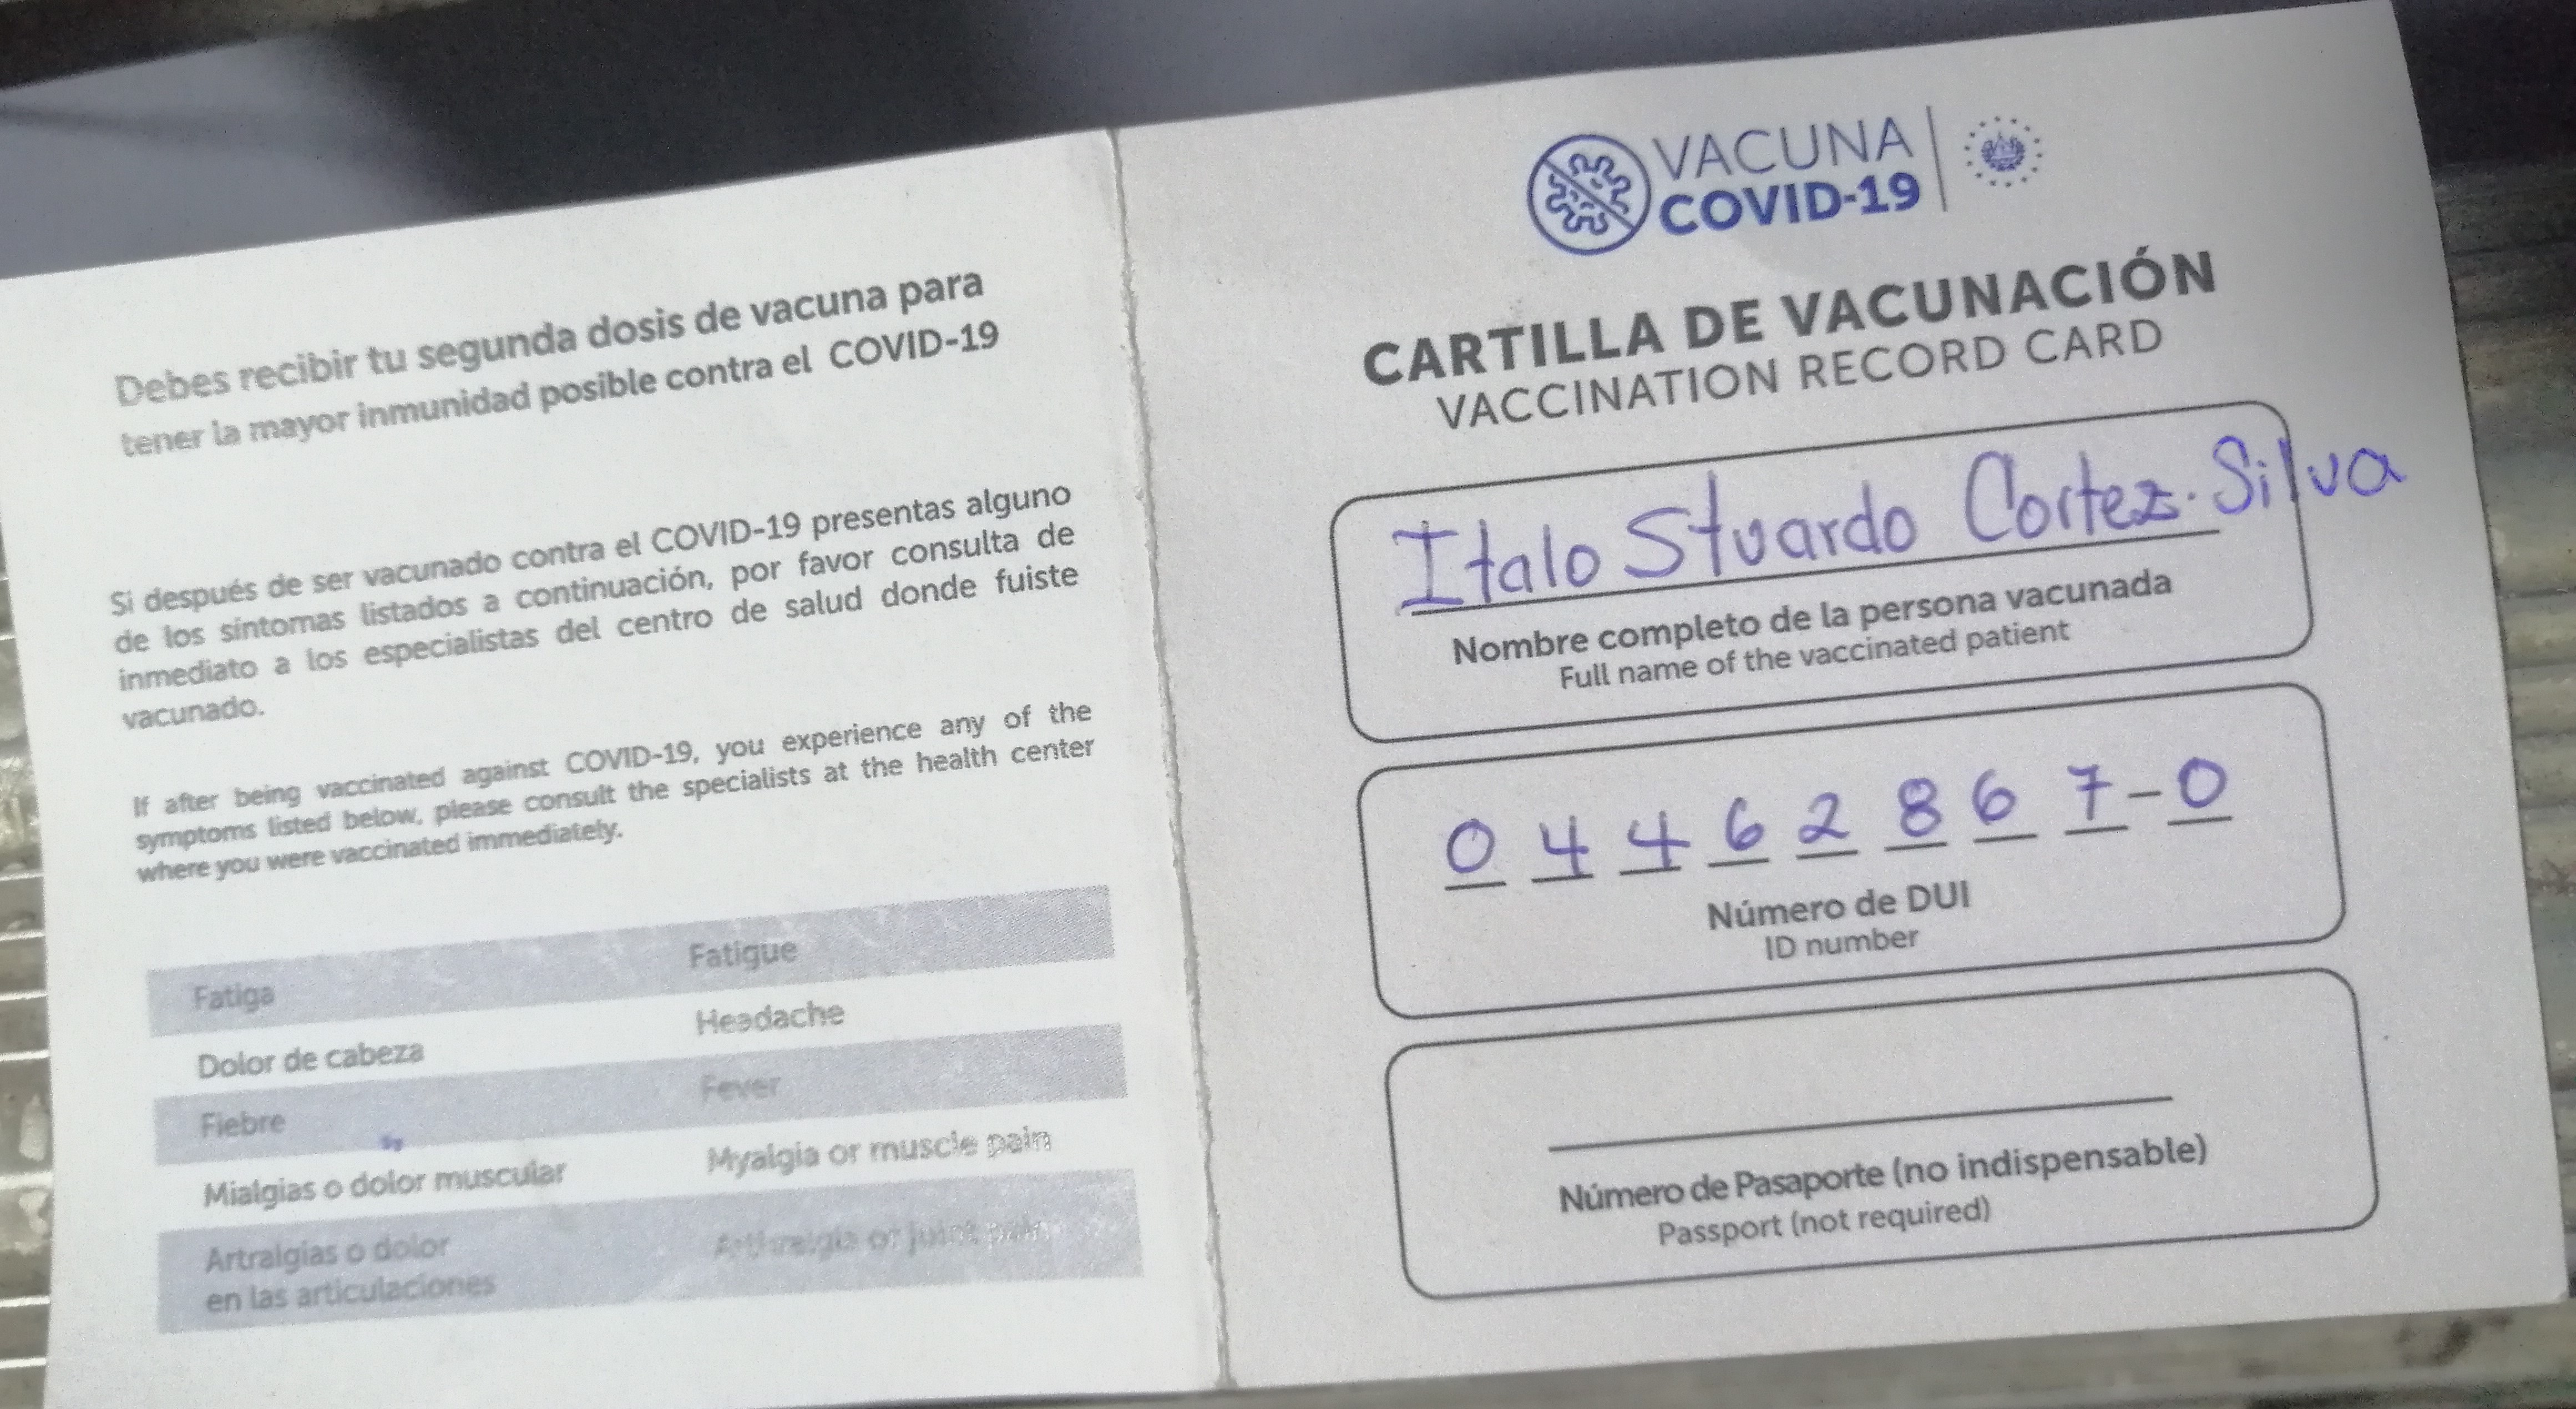 Debes recibir tu segunda dosis de vacuna para
tener la mayor inmunidad posible contra el COVID-19
Si después de ser vacunado contra el COVID-19 presentas alguno
de los síntomas listados a continuación, por favor consulta de
inmediato a los especialistas del centro de salud donde fuiste
vacunado.
If after being vaccinated against COVID-19, you experience any of the
symptoms listed below, please consult the specialists at the health center
where you were vaccinated immediately.
Fatiga Fatigue
Dolor de cabeza Headache
Fiebre Fever
Mialgias o dolor muscular Myalgia or muscle pain
Artralgias o dolor Arthralgia or joint pain
en las articulaciones
VACUNA
COVID-19
CARTILLA DE VACUNACIÓN
VACCINATION RECORD CARD
Italo Stuardo Cortez. Silva
Nombre completo de la persona vacunada
Full name of the vaccinated patient
0 4 4 6 2 8 6 7 - 0
Número de DUI
ID number
Número de Pasaporte (no indispensable)
Passport (not required)